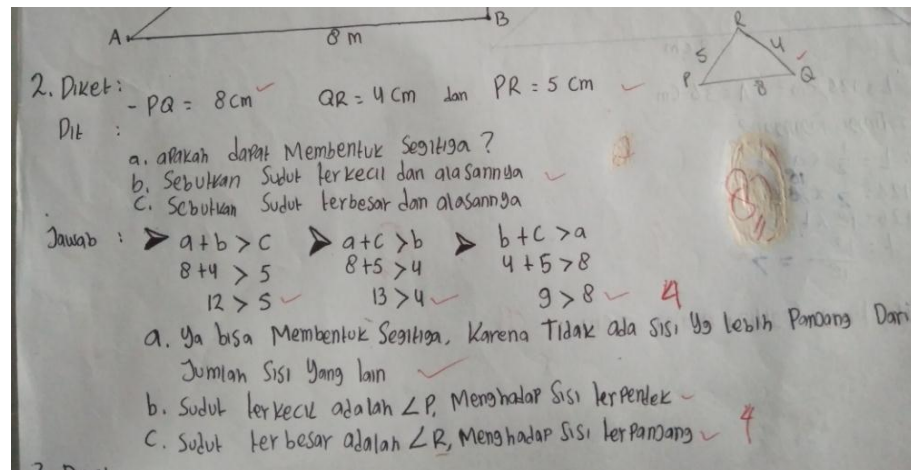 A
8 m
B
R
5
4
P
8
Q
2. Diket :
- PQ = 8 cm QR = 4 cm dan PR = 5 cm
Dit :
a. apakah dapat Membentuk Segitiga ?
b. Sebutkan Sudut terkecil dan alasannya
c. Sebutkan Sudut terbesar dan alasannya
Jawab : ➤ a + b > c ➤ a + c > b ➤ b + c > a
8 + 4 > 5 8 + 5 > 4 4 + 5 > 8
12 > 5 13 > 4 9 > 8 4
a. Ya bisa Membentuk Segitiga, Karena Tidak ada Sisi Yg Lebih Panjang Dari
Jumlah Sisi Yang lain
b. Sudut terkecil adalah ∠P, Menghadap Sisi terpendek
c. Sudut terbesar adalah ∠R, Menghadap Sisi terpanjang 4